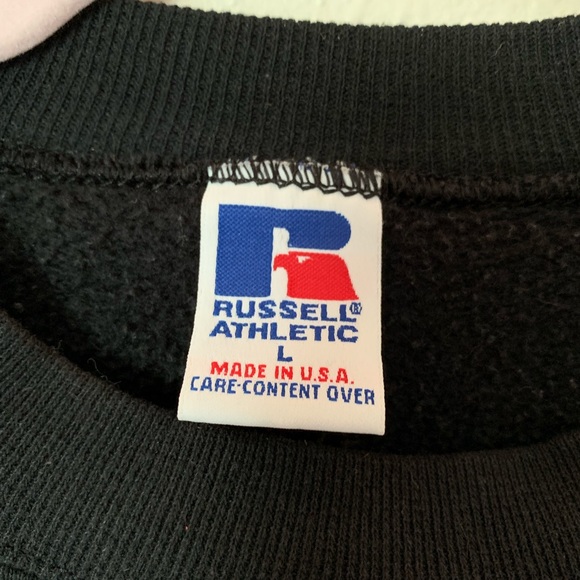 RUSSELL®
ATHLETIC
L
MADE IN U.S.A.
CARE-CONTENT OVER